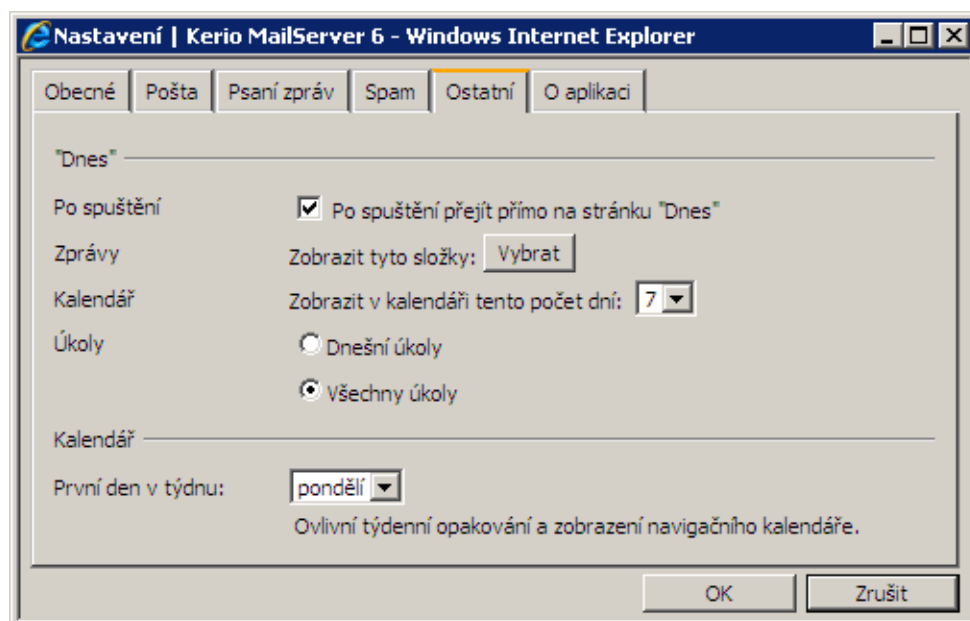 Nastavení | Kerio MailServer 6 - Windows Internet Explorer
Obecné Pošta Psaní zpráv Spam Ostatní O aplikaci
"Dnes"
Po spuštění Po spuštění přejít přímo na stránku "Dnes"
Zprávy Zobrazit tyto složky: Vybrat
Kalendář Zobrazit v kalendáři tento počet dní: 7
Úkoly Dnešní úkoly
Všechny úkoly
Kalendář
První den v týdnu: pondělí
Ovlivní týdenní opakování a zobrazení navigačního kalendáře.
OK Zrušit